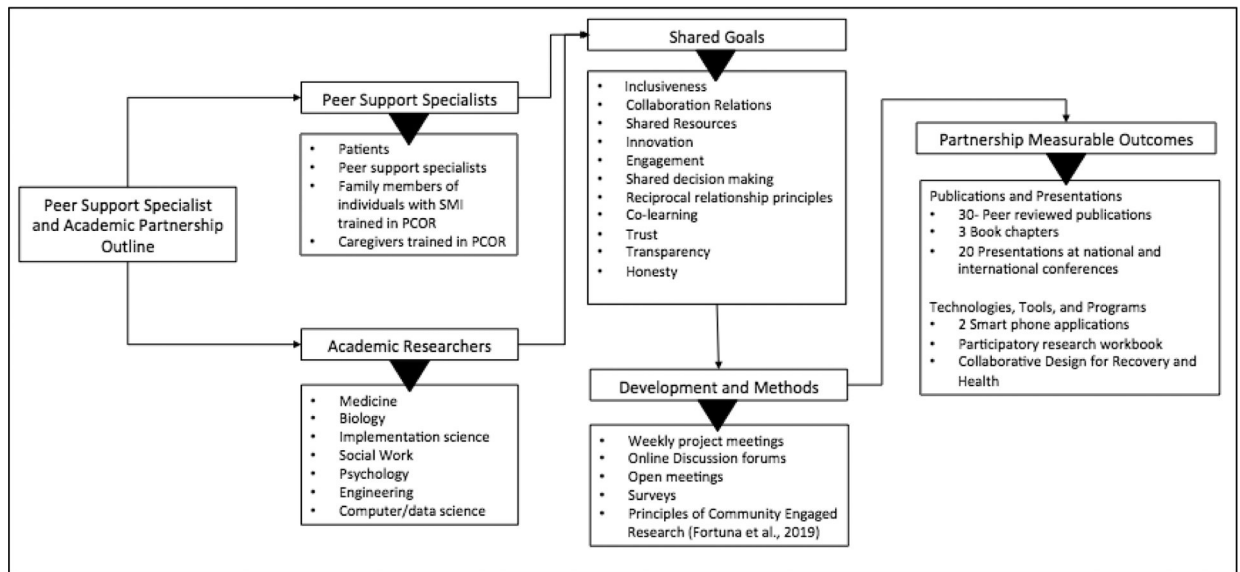 Peer Support Specialist
and Academic Partnership
Outline
Peer Support Specialists
• Patients
• Peer support specialists
• Family members of
individuals with SMI
trained in PCOR
• Caregivers trained in PCOR
Academic Researchers
• Medicine
• Biology
• Implementation science
• Social Work
• Psychology
• Engineering
• Computer/data science
Shared Goals
• Inclusiveness
• Collaboration Relations
• Shared Resources
• Innovation
• Engagement
• Shared decision making
• Reciprocal relationship principles
• Co-learning
• Trust
• Transparency
• Honesty
Development and Methods
• Weekly project meetings
• Online Discussion forums
• Open meetings
• Surveys
• Principles of Community Engaged
Research (Fortuna et al., 2019)
Partnership Measurable Outcomes
Publications and Presentations
• 30- Peer reviewed publications
• 3 Book chapters
• 20 Presentations at national and
international conferences
Technologies, Tools, and Programs
• 2 Smart phone applications
• Participatory research workbook
• Collaborative Design for Recovery and
Health